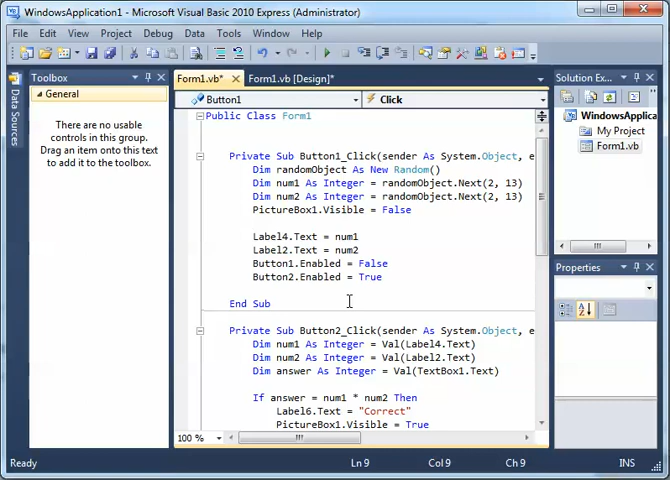 WindowsApplication1 - Microsoft Visual Basic 2010 Express (Administrator)
File Edit View Project Debug Data Tools Window Help
Toolbox
General
There are no usable
controls in this group.
Drag an item onto this text
to add it to the toolbox.
Data Sources
Form1.vb* Form1.vb [Design]*
Button1 Click
Public Class Form1
Private Sub Button1_Click(sender As System.Object, e
Dim randomObject As New Random()
Dim num1 As Integer = randomObject.Next(2, 13)
Dim num2 As Integer = randomObject.Next(2, 13)
PictureBox1.Visible = False
Label4.Text = num1
Label2.Text = num2
Button1.Enabled = False
Button2.Enabled = True
End Sub
Private Sub Button2_Click(sender As System.Object, e
Dim num1 As Integer = Val(Label4.Text)
Dim num2 As Integer = Val(Label2.Text)
Dim answer As Integer = Val(TextBox1.Text)
If answer = num1 * num2 Then
Label6.Text = "Correct"
PictureBox1.Visible = True
100 %
Solution Ex...
WindowsApplica
My Project
Form1.vb
Properties
Ready Ln 9 Col 9 Ch 9 INS